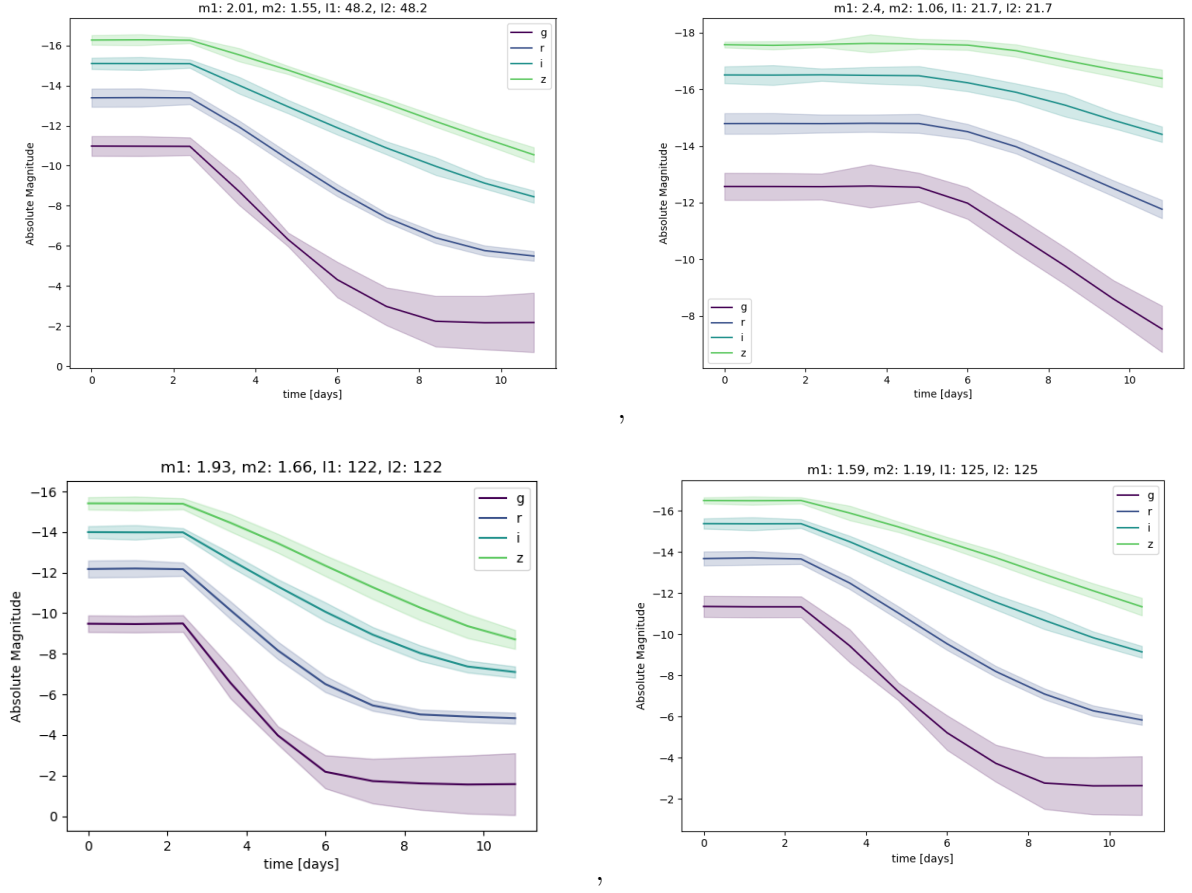 m1: 2.01, m2: 1.55, l1: 48.2, l2: 48.2
−16
−14
−12
−10
−8
−6
−4
−2
0
Absolute Magnitude
0 2 4 6 8 10
time [days]
g
r
i
z
m1: 2.4, m2: 1.06, l1: 21.7, l2: 21.7
−18
−16
−14
−12
−10
−8
Absolute Magnitude
0 2 4 6 8 10
time [days]
g
r
i
z
,
m1: 1.93, m2: 1.66, l1: 122, l2: 122
−16
−14
−12
−10
−8
−6
−4
−2
0
Absolute Magnitude
0 2 4 6 8 10
time [days]
g
r
i
z
m1: 1.59, m2: 1.19, l1: 125, l2: 125
−16
−14
−12
−10
−8
−6
−4
−2
Absolute Magnitude
0 2 4 6 8 10
time [days]
g
r
i
z
,